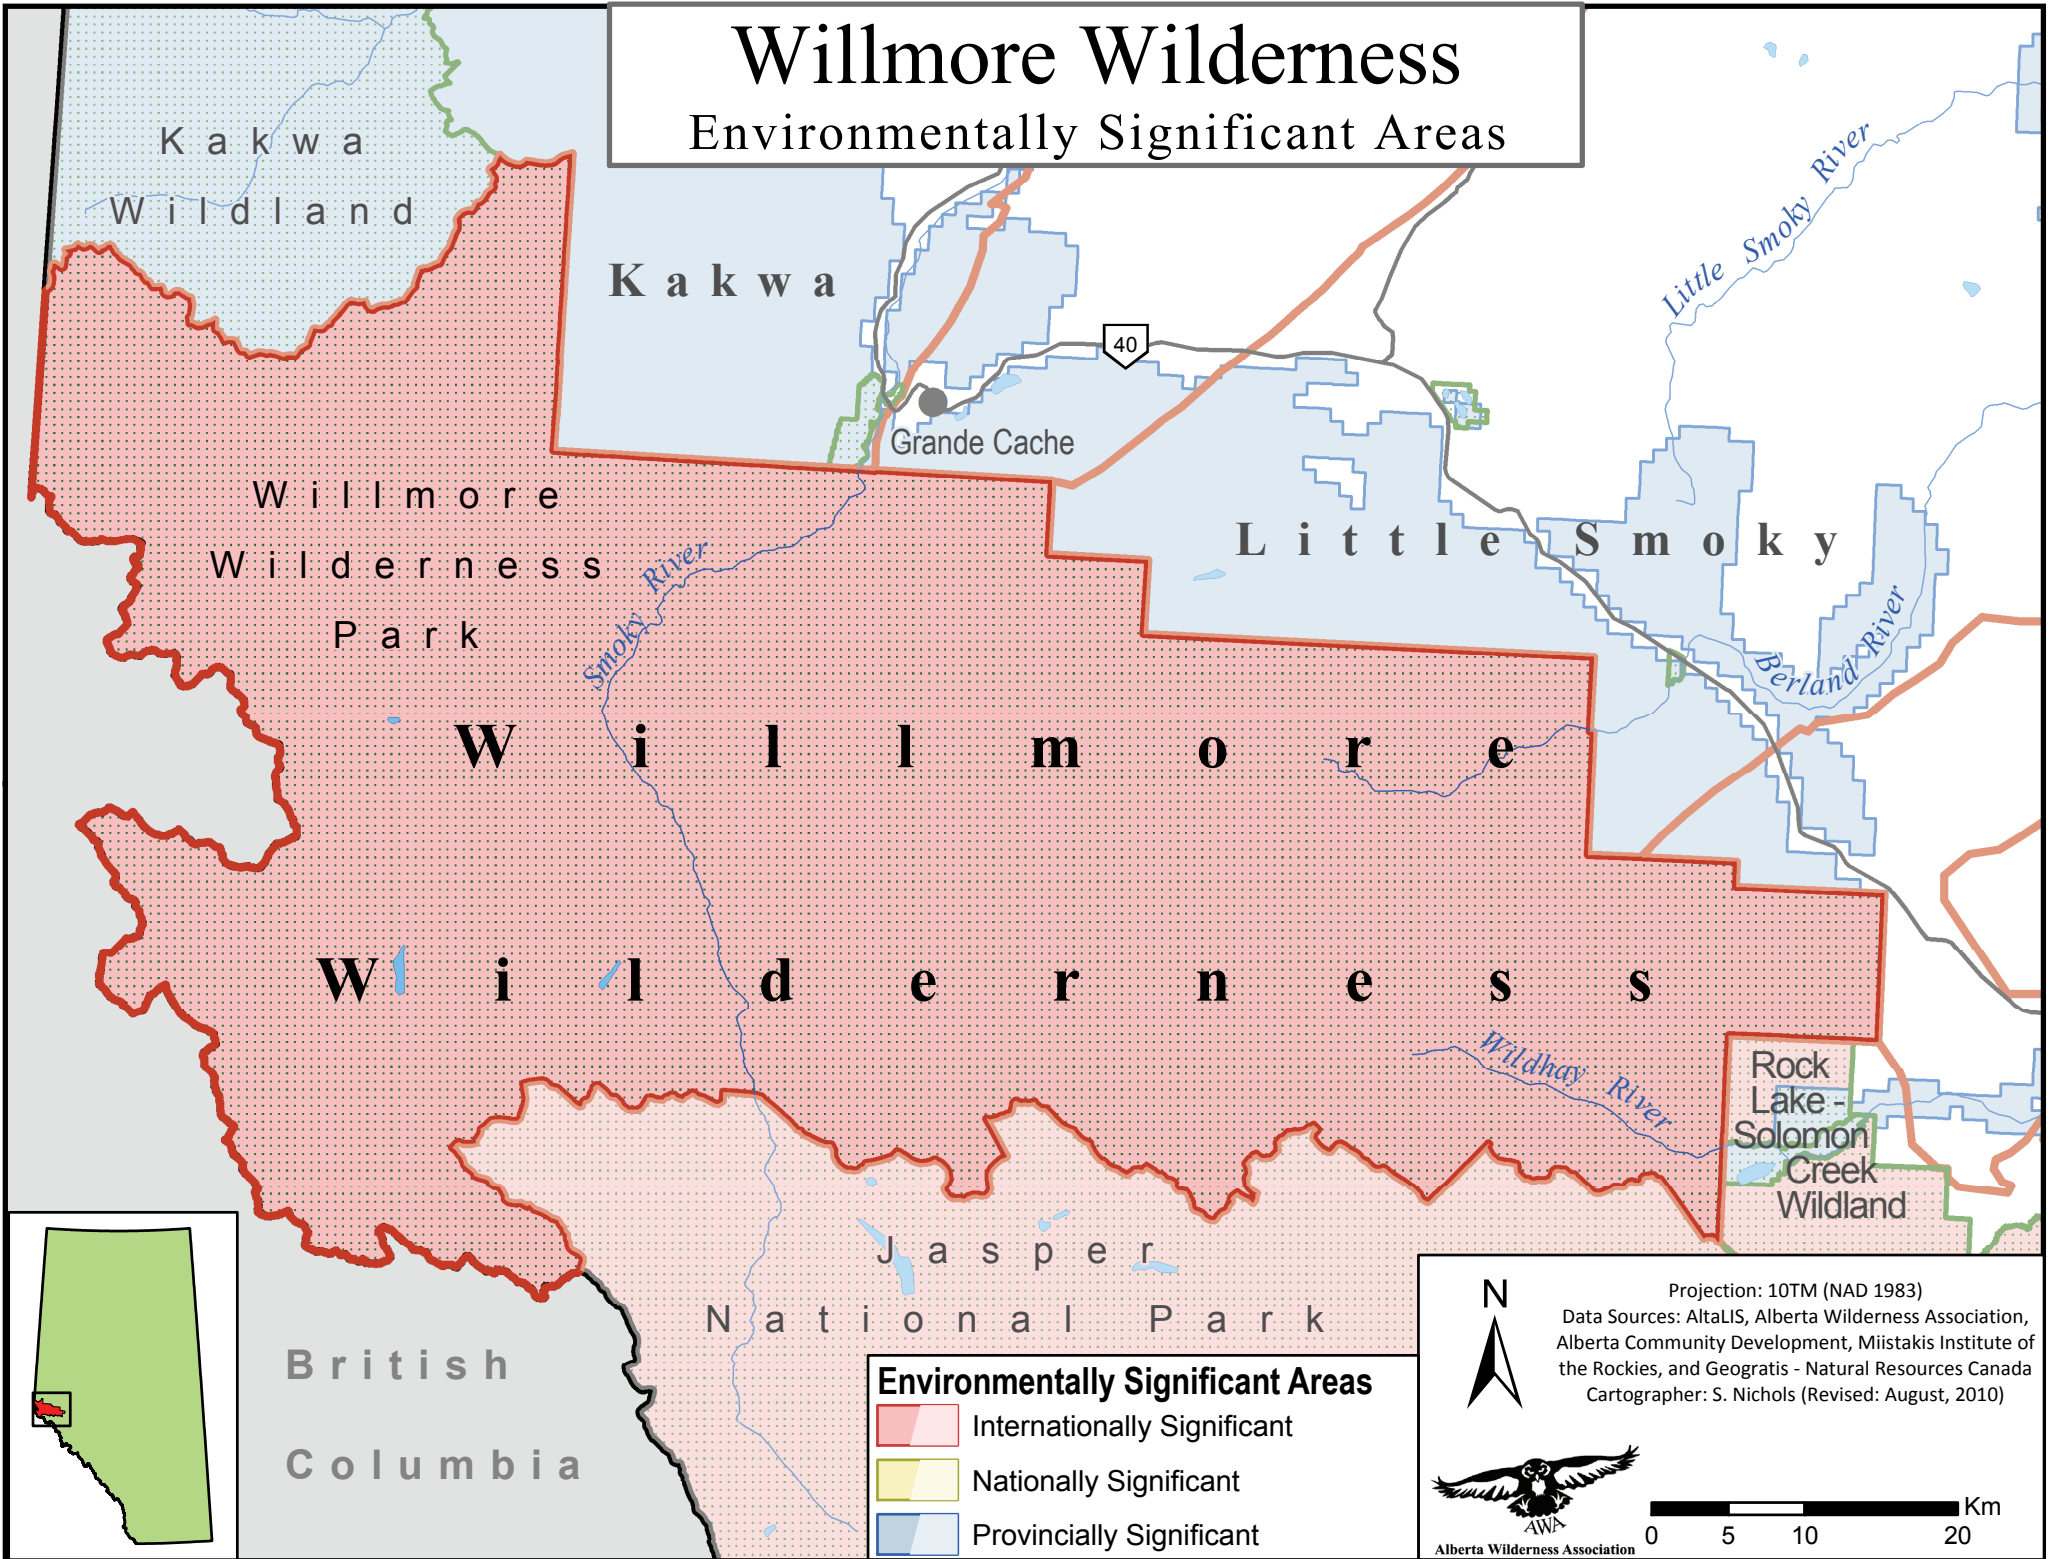 Willmore Wilderness
Environmentally Significant Areas
Kakwa
Wildland
Kakwa
Little Smoky River
40
Grande Cache
Willmore
Wilderness
Park
Smoky River
Little Smoky
Berland River
Willmore
Wilderness
Wildhay River
Rock
Lake -
Solomon
Creek
Wildland
Jasper
National Park
British
Columbia
Environmentally Significant Areas
Internationally Significant
Nationally Significant
Provincially Significant
N
Projection: 10TM (NAD 1983)
Data Sources: AltaLIS, Alberta Wilderness Association,
Alberta Community Development, Miistakis Institute of
the Rockies, and Geogratis - Natural Resources Canada
Cartographer: S. Nichols (Revised: August, 2010)
AWA
Alberta Wilderness Association
Km
0 5 10 20